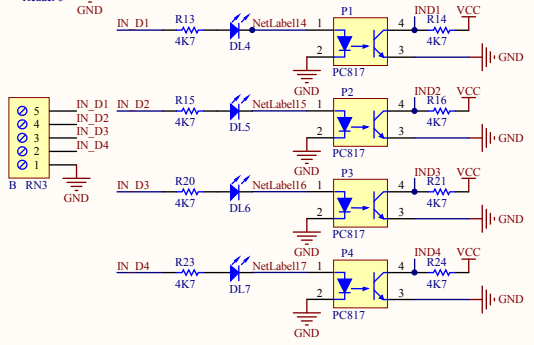 GND
IN_D1 R13 4K7 DL4 NetLabel14 1 2 P1 PC817 4 3 IND1 R14 4K7 VCC GND
GND
IN_D2 R15 4K7 DL5 NetLabel15 1 2 P2 PC817 4 3 IND2 R16 4K7 VCC GND
GND
5 IN_D1
4 IN_D2
3 IN_D3
2 IN_D4
1
B RN3
GND
IN_D3 R20 4K7 DL6 NetLabel16 1 2 P3 PC817 4 3 IND3 R21 4K7 VCC GND
GND
IN_D4 R23 4K7 DL7 NetLabel17 1 2 P4 PC817 4 3 IND4 R24 4K7 VCC GND
GND